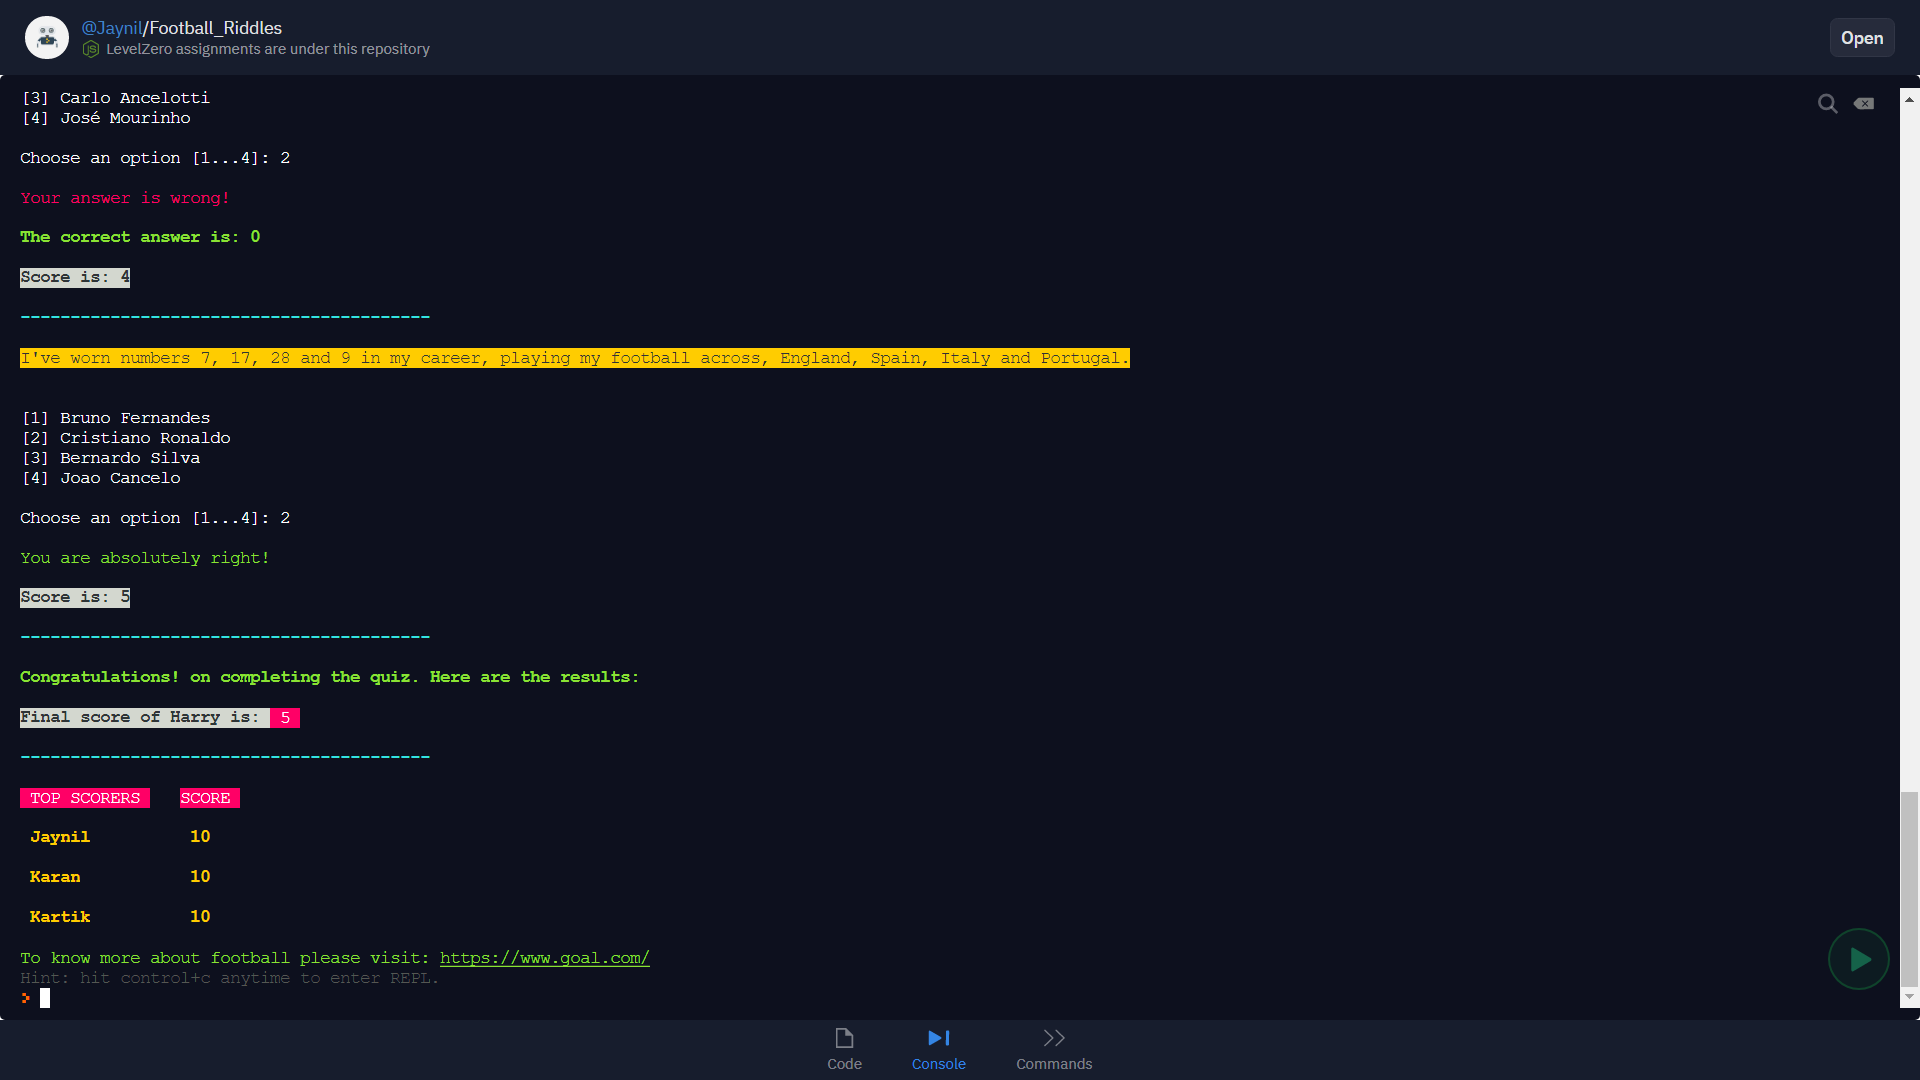 @Jaynil/Football_Riddles
LevelZero assignments are under this repository
Open
[3] Carlo Ancelotti
[4] José Mourinho
Choose an option [1...4]: 2
Your answer is wrong!
The correct answer is: 0
Score is: 4
-----------------------------------------
I've worn numbers 7, 17, 28 and 9 in my career, playing my football across, England, Spain, Italy and Portugal.
[1] Bruno Fernandes
[2] Cristiano Ronaldo
[3] Bernardo Silva
[4] Joao Cancelo
Choose an option [1...4]: 2
You are absolutely right!
Score is: 5
-----------------------------------------
Congratulations! on completing the quiz. Here are the results:
Final score of Harry is: 5
-----------------------------------------
TOP SCORERS SCORE
Jaynil 10
Karan 10
Kartik 10
To know more about football please visit: https://www.goal.com/
Hint: hit control+c anytime to enter REPL.
>
Code Console Commands